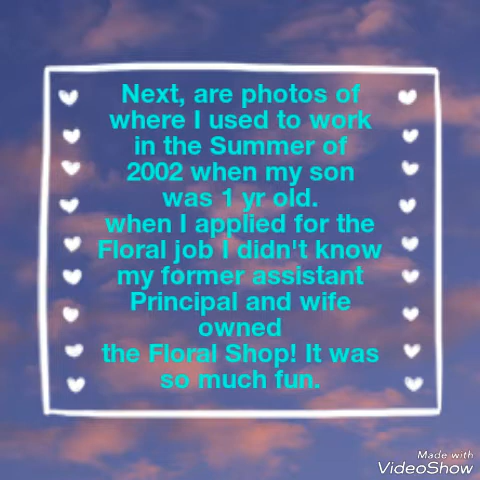 Next, are photos of
where I used to work
in the Summer of
2002 when my son
was 1 yr old.
when I applied for the
Floral job I didn't know
my former assistant
Principal and wife
owned
the Floral Shop! It was
so much fun.
Made with
VideoShow